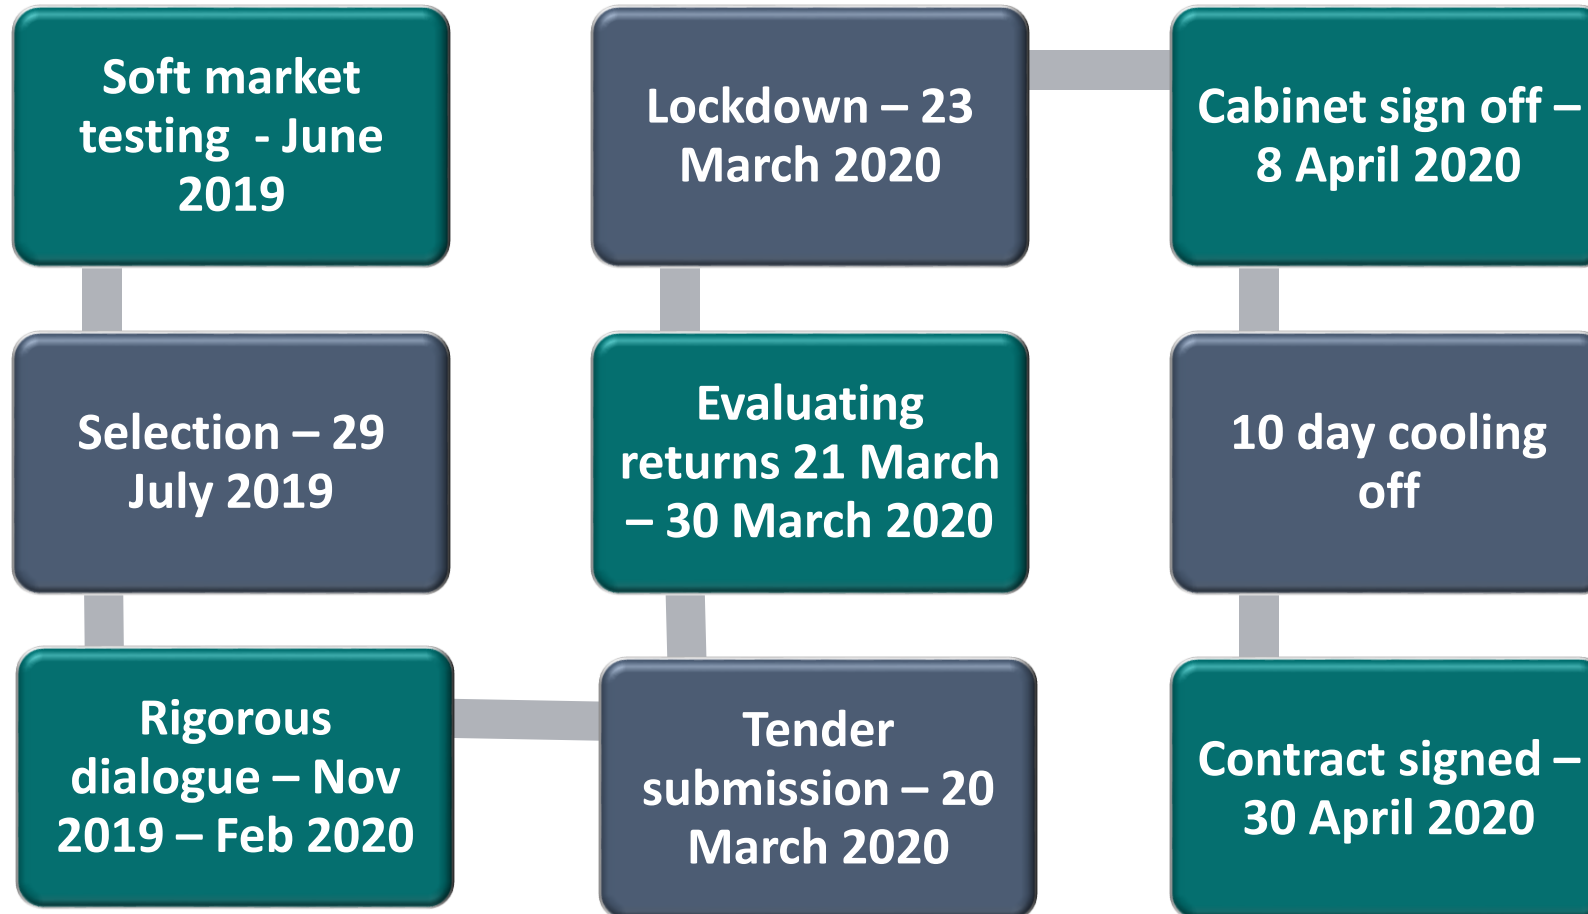 Soft market
testing  - June
2019
Selection – 29
July 2019
Rigorous
dialogue – Nov
2019 – Feb 2020
Tender
submission – 20
March 2020
Evaluating
returns 21 March
– 30 March 2020
Lockdown – 23
March 2020
Cabinet sign off –
8 April 2020
10 day cooling
off
Contract signed –
30 April 2020